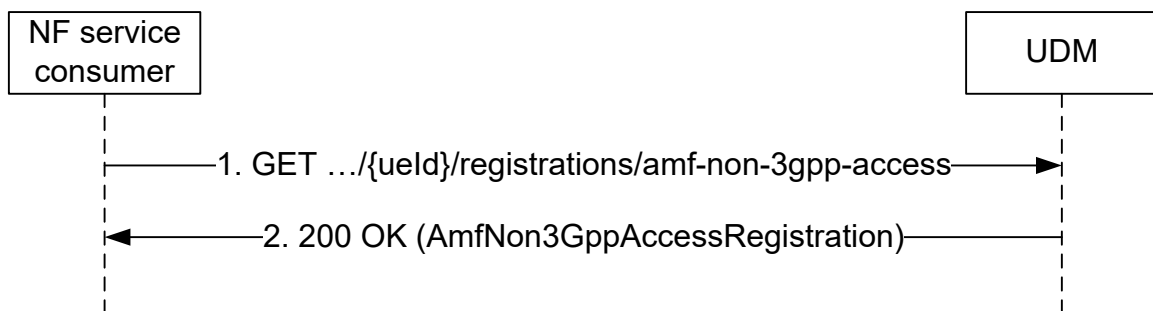 NF service
consumer
UDM
1. GET …/{ueId}/registrations/amf-non-3gpp-access
2. 200 OK (AmfNon3GppAccessRegistration)